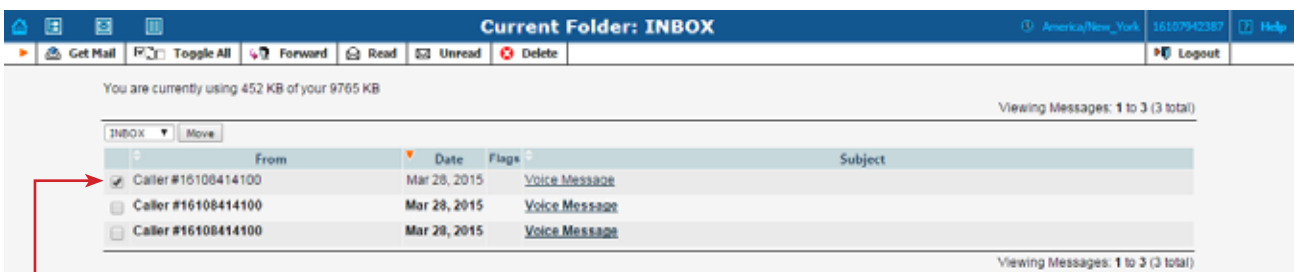 Current Folder: INBOX America/New_York 16107942387 Help
Get Mail Toggle All Forward Read Unread Delete Logout
You are currently using 452 KB of your 9765 KB
Viewing Messages: 1 to 3 (3 total)
INBOX Move
From Date Flags Subject
Caller #16108414100 Mar 28, 2015 Voice Message
Caller #16108414100 Mar 28, 2015 Voice Message
Caller #16108414100 Mar 28, 2015 Voice Message
Viewing Messages: 1 to 3 (3 total)